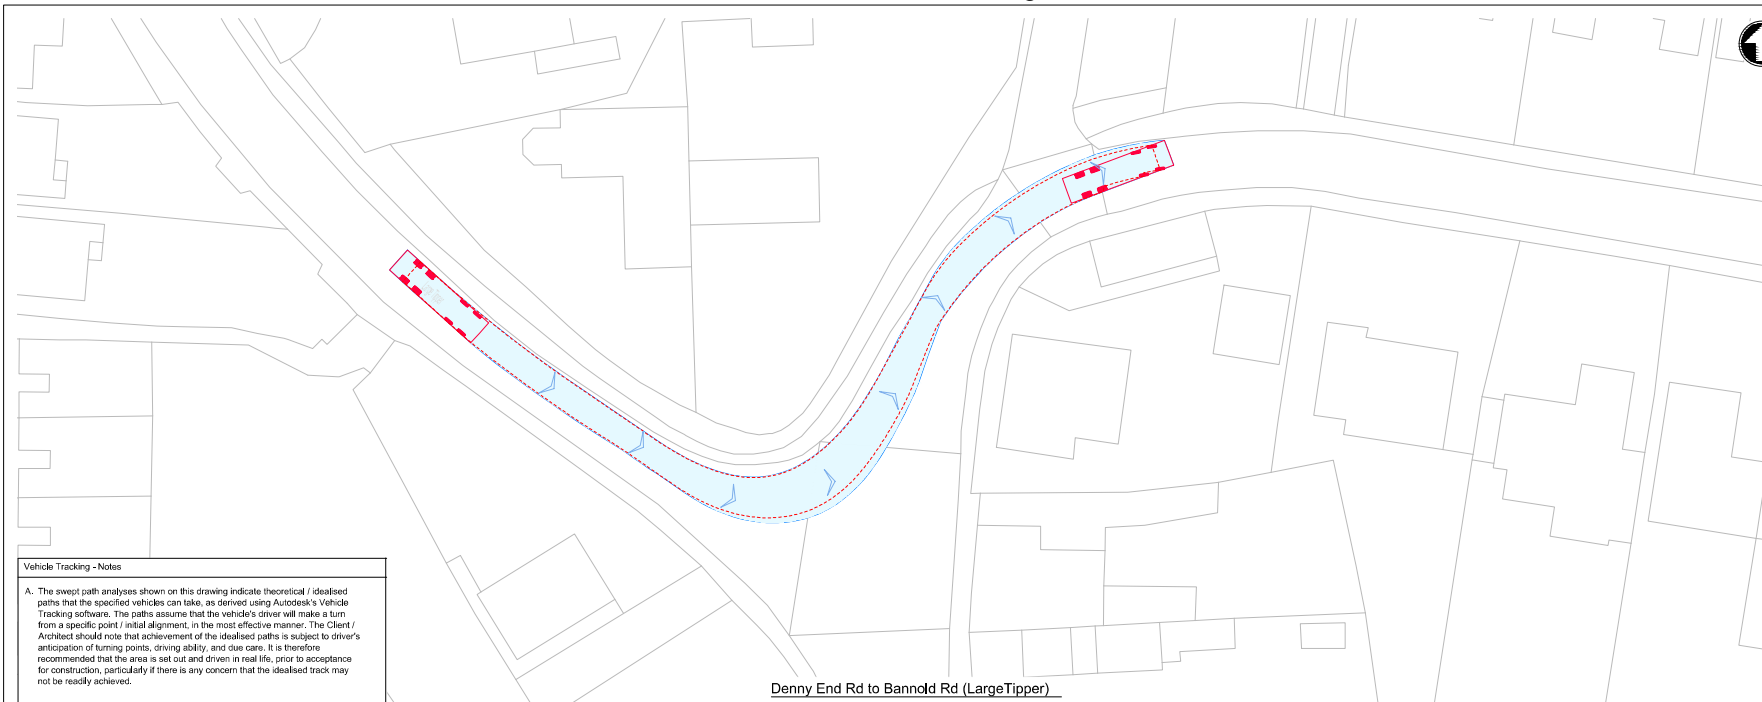 Vehicle Tracking - Notes
A. The swept path analyses shown on this drawing indicate theoretical / idealised
paths that the specified vehicles can take, as derived using Autodesk's Vehicle
Tracking software. The paths assume that the vehicle's driver will make a turn
from a specific point / initial alignment, in the most effective manner. The Client /
Architect should note that achievement of the idealised paths is subject to driver's
anticipation of turning points, driving ability, and due care. It is therefore
recommended that the area is set out and driven in real life, prior to acceptance
for construction, particularly if there is any concern that the idealised track may
not be readily achieved.
Denny End Rd to Bannold Rd (LargeTipper)